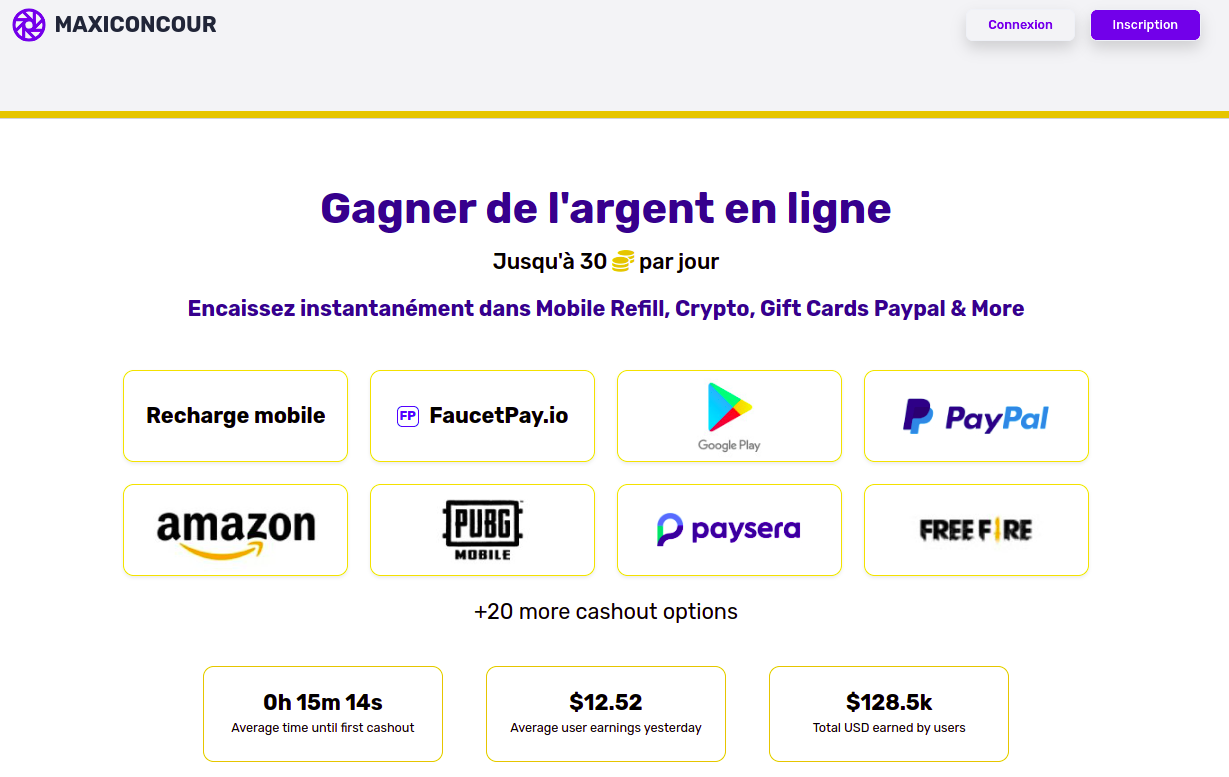 MAXICONCOUR
Connexion
Inscription
Gagner de l'argent en ligne
Jusqu'à 30 par jour
Encaissez instantanément dans Mobile Refill, Crypto, Gift Cards Paypal & More
Recharge mobile
FP FaucetPay.io
Google Play
PayPal
amazon
PUBG
MOBILE
paysera
FREE FIRE
+20 more cashout options
0h 15m 14s
Average time until first cashout
$12.52
Average user earnings yesterday
$128.5k
Total USD earned by users